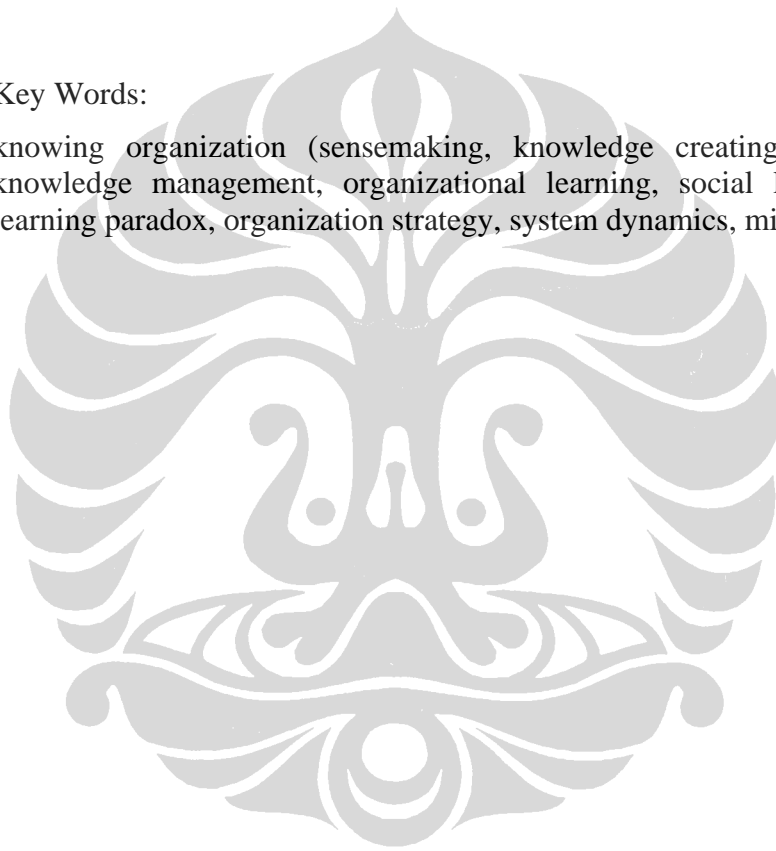 Key Words:
knowing organization (sensemaking, knowledge creating
knowledge management, organizational learning, social
learning paradox, organization strategy, system dynamics,